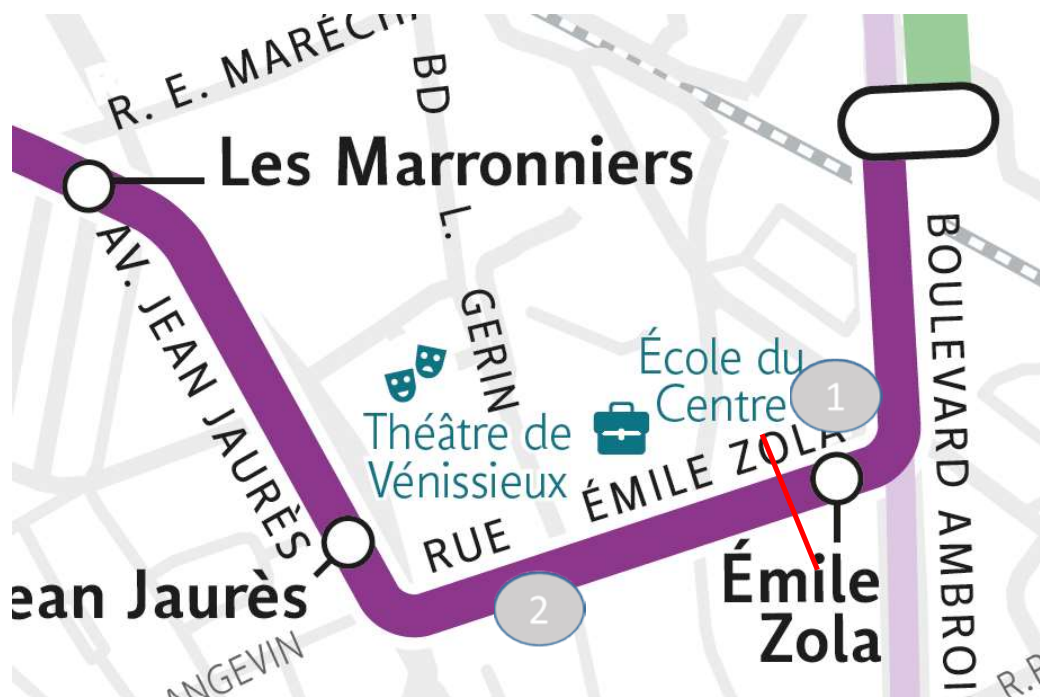 R. E. MARÉCH
BD L. GERIN
Les Marronniers
AV. JEAN JAURÈS
BOULEVARD AMBROI
École du
Centre
1
Théâtre de
Vénissieux
RUE ÉMILE ZOLA
ean Jaurès
2
Émile
Zola
ANGEVIN
R.P